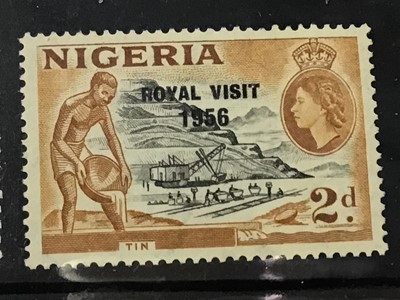 NIGERIA
ROYAL VISIT
1956
2d.
TIN